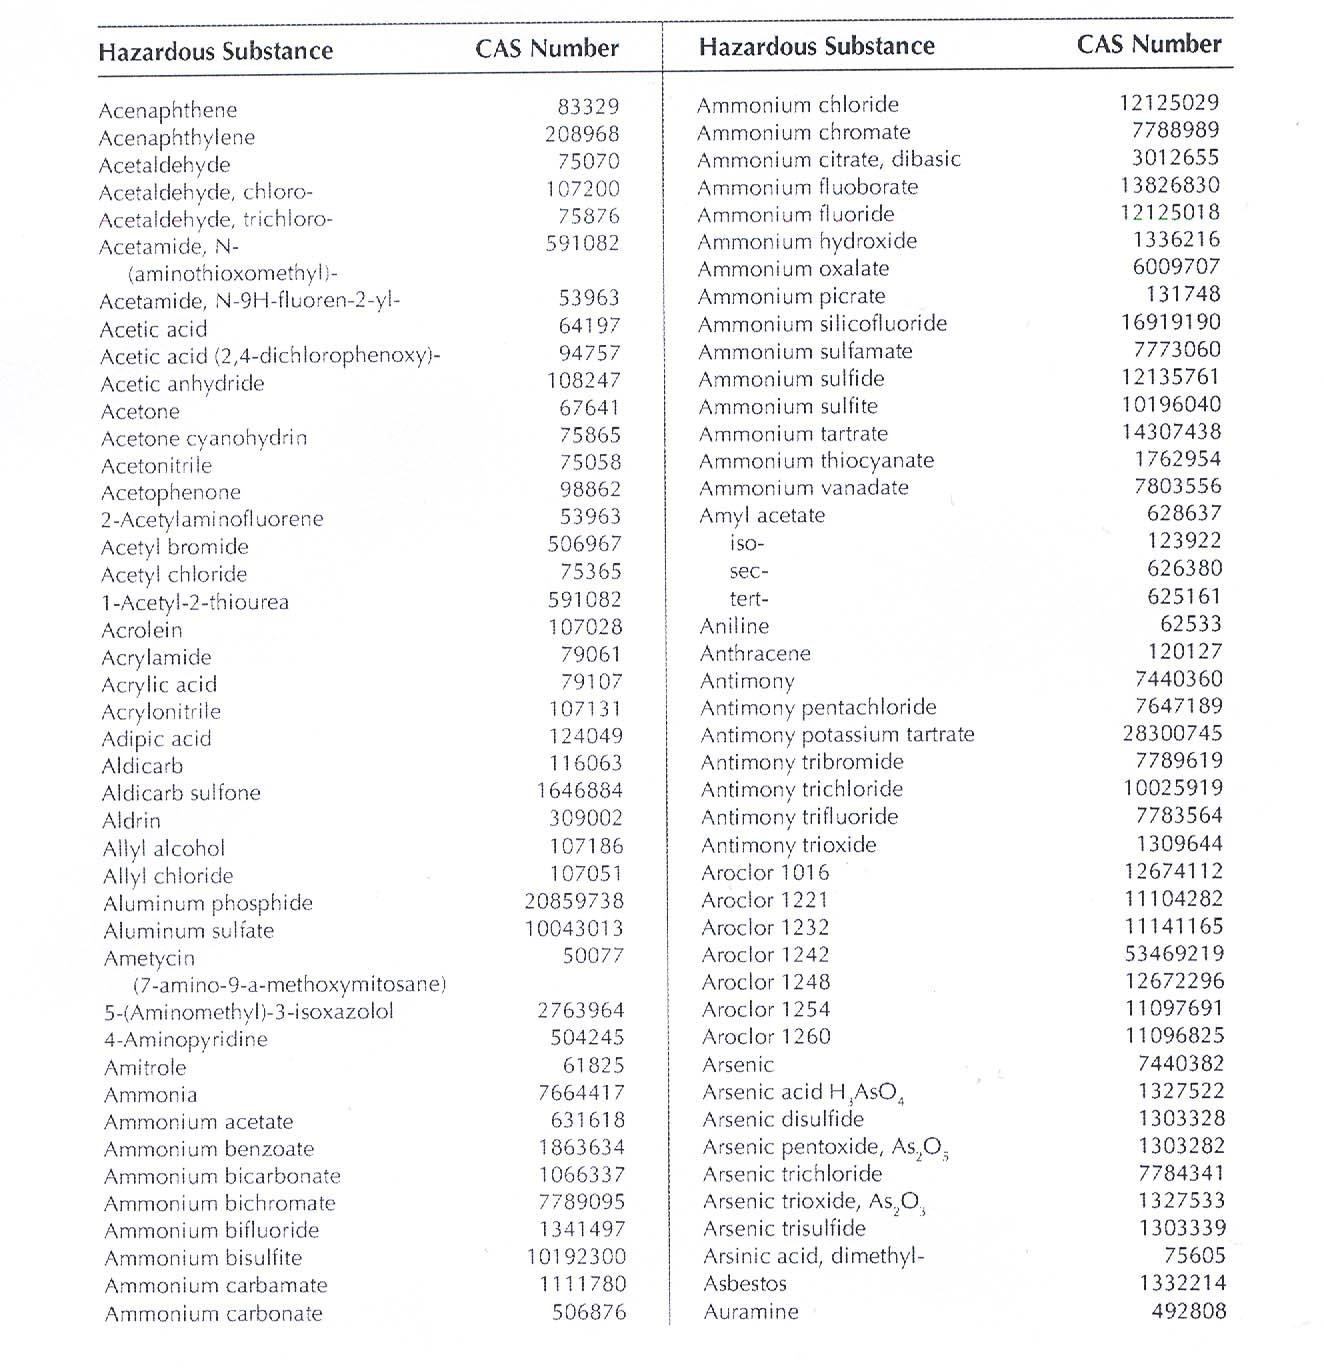 Hazardous Substance CAS Number
Acenaphthene 83329
Acenaphthylene 208968
Acetaldehyde 75070
Acetaldehyde, chloro- 107200
Acetaldehyde, trichloro- 75876
Acetamide, N- 591082
(aminothioxomethyl)-
Acetamide, N-9H-fluoren-2-yl- 53963
Acetic acid 64197
Acetic acid (2,4-dichlorophenoxy)- 94757
Acetic anhydride 108247
Acetone 67641
Acetone cyanohydrin 75865
Acetonitrile 75058
Acetophenone 98862
2-Acetylaminofluorene 53963
Acetyl bromide 506967
Acetyl chloride 75365
1-Acetyl-2-thiourea 591082
Acrolein 107028
Acrylamide 79061
Acrylic acid 79107
Acrylonitrile 107131
Adipic acid 124049
Aldicarb 116063
Aldicarb sulfone 1646884
Aldrin 309002
Allyl alcohol 107186
Allyl chloride 107051
Aluminum phosphide 20859738
Aluminum sulfate 10043013
Ametycin 50077
(7-amino-9-a-methoxymitosane)
5-(Aminomethyl)-3-isoxazolol 2763964
4-Aminopyridine 504245
Amitrole 61825
Ammonia 7664417
Ammonium acetate 631618
Ammonium benzoate 1863634
Ammonium bicarbonate 1066337
Ammonium bichromate 7789095
Ammonium bifluoride 1341497
Ammonium bisulfite 10192300
Ammonium carbamate 1111780
Ammonium carbonate 506876
Hazardous Substance CAS Number
Ammonium chloride 12125029
Ammonium chromate 7788989
Ammonium citrate, dibasic 3012655
Ammonium fluoborate 13826830
Ammonium fluoride 12125018
Ammonium hydroxide 1336216
Ammonium oxalate 6009707
Ammonium picrate 131748
Ammonium silicofluoride 16919190
Ammonium sulfamate 7773060
Ammonium sulfide 12135761
Ammonium sulfite 10196040
Ammonium tartrate 14307438
Ammonium thiocyanate 1762954
Ammonium vanadate 7803556
Amyl acetate 628637
iso- 123922
sec- 626380
tert- 625161
Aniline 62533
Anthracene 120127
Antimony 7440360
Antimony pentachloride 7647189
Antimony potassium tartrate 28300745
Antimony tribromide 7789619
Antimony trichloride 10025919
Antimony trifluoride 7783564
Antimony trioxide 1309644
Aroclor 1016 12674112
Aroclor 1221 11104282
Aroclor 1232 11141165
Aroclor 1242 53469219
Aroclor 1248 12672296
Aroclor 1254 11097691
Aroclor 1260 11096825
Arsenic 7440382
Arsenic acid H₃AsO₄ 1327522
Arsenic disulfide 1303328
Arsenic pentoxide, As₂O₅ 1303282
Arsenic trichloride 7784341
Arsenic trioxide, As₂O₃ 1327533
Arsenic trisulfide 1303339
Arsinic acid, dimethyl- 75605
Asbestos 1332214
Auramine 492808